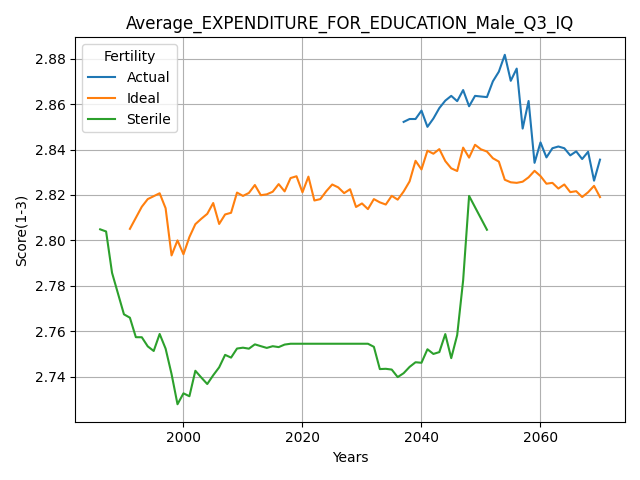 Average_EXPENDITURE_FOR_EDUCATION_Male_Q3_IQ
Fertility
Actual
Ideal
Sterile
2.88
2.86
2.84
2.82
2.80
2.78
2.76
2.74
Score(1-3)
2000
2020
2040
2060
Years